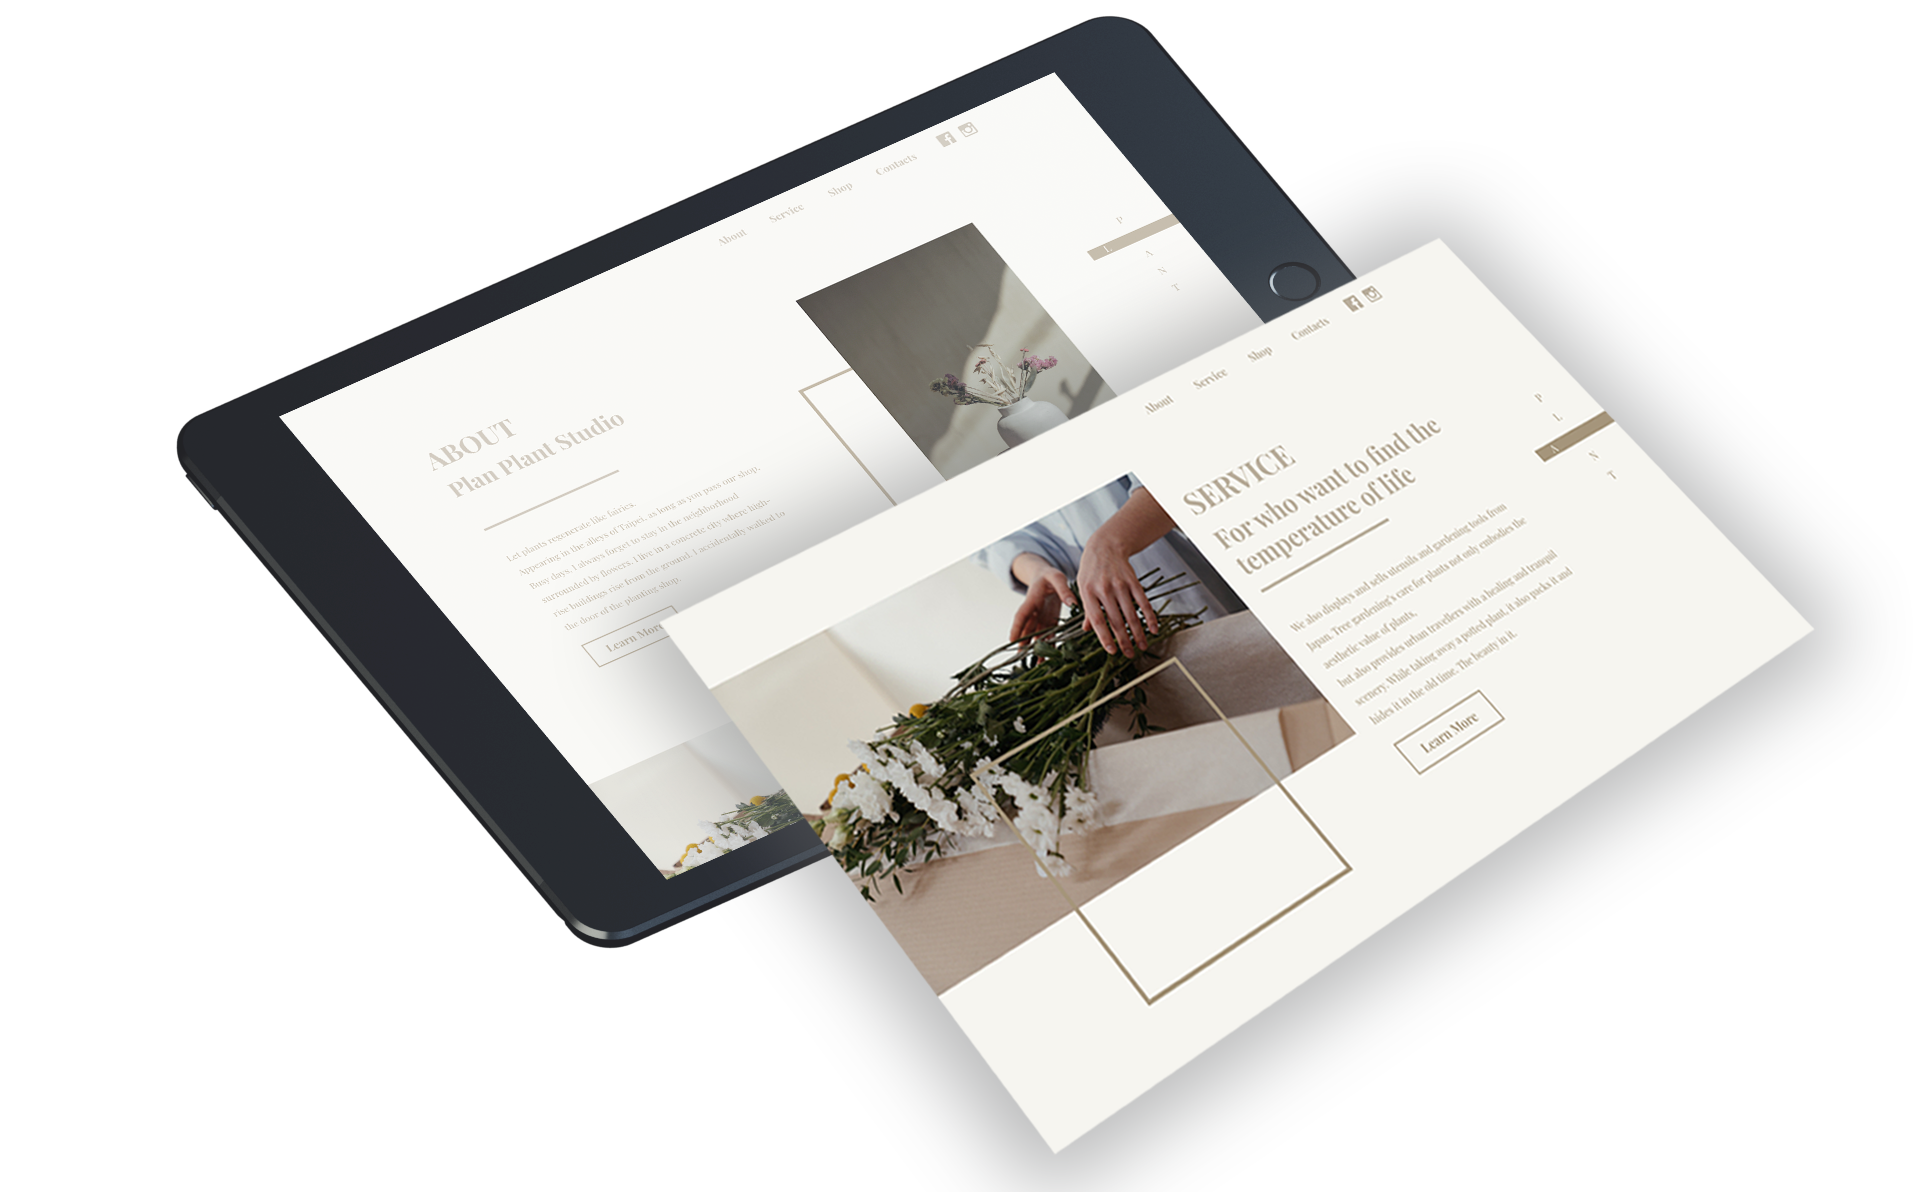 About
Service
Shop
Contacts
P
L
A
N
T
ABOUT
Plan Plant Studio
Let plants regenerate like fairies.
Appearing in the alleys of Taipei, as long as you pass our shop.
Busy days, I always forget to stay in the neighborhood
surrounded by flowers. I live in a concrete city where high-
rise buildings rise from the ground. I accidentally walked to
the door of the planting shop.
Learn More
About
Service
Shop
Contacts
P
L
A
N
T
SERVICE
For who want to find the
temperature of life
We also displays and sells utensils and gardening tools from
Japan. Tree gardening's care for plants not only embodies the
aesthetic value of plants,
but also provides urban travellers with a healing and tranquil
scenery. While taking away a potted plant, it also packs it and
hides it in the old time. The beauty in it.
Learn More